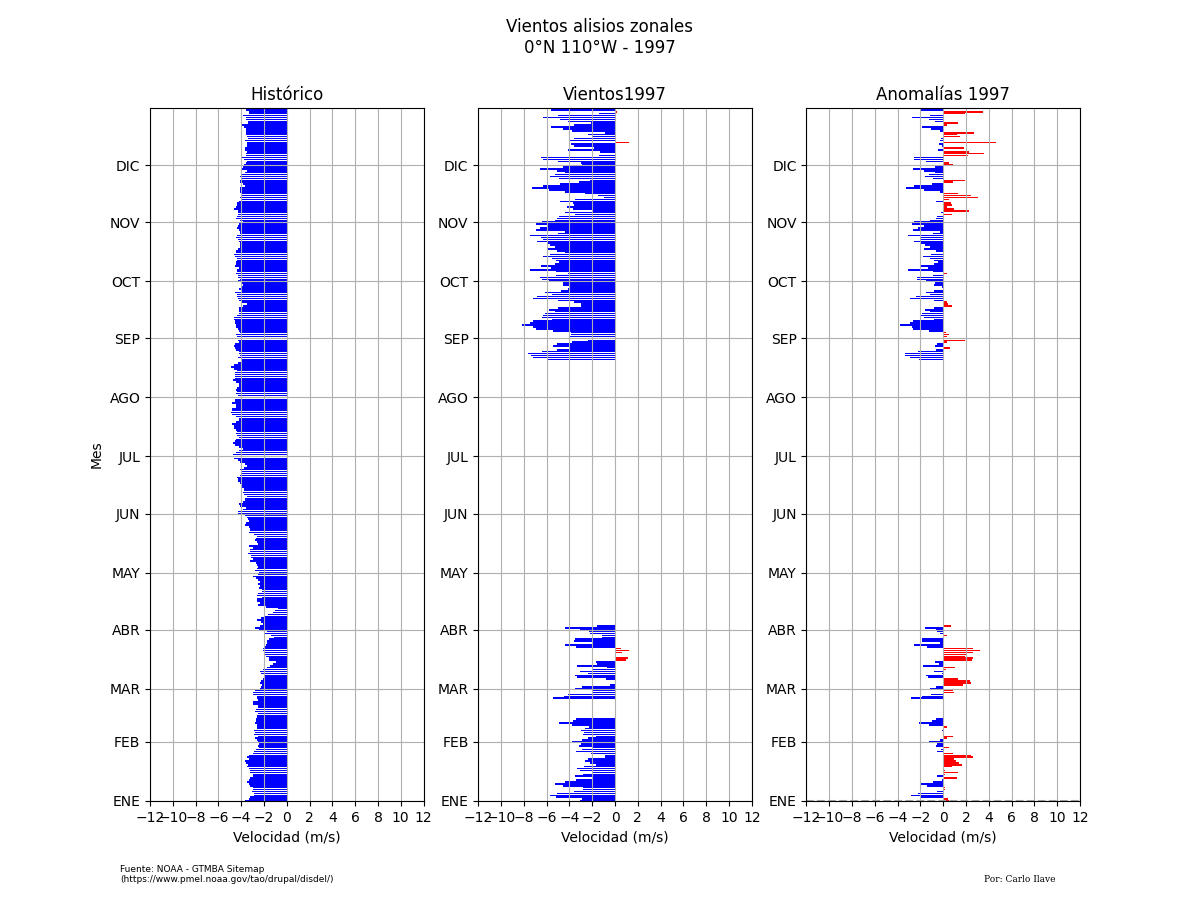 Vientos alisios zonales
0°N 110°W - 1997
Histórico
Vientos1997
Anomalías 1997
DIC
NOV
OCT
SEP
AGO
JUL
JUN
MAY
ABR
MAR
FEB
ENE
Mes
−12 −10 −8 −6 −4 −2 0 2 4 6 8 10 12
Velocidad (m/s)
DIC
NOV
OCT
SEP
AGO
JUL
JUN
MAY
ABR
MAR
FEB
ENE
−12 −10 −8 −6 −4 −2 0 2 4 6 8 10 12
Velocidad (m/s)
DIC
NOV
OCT
SEP
AGO
JUL
JUN
MAY
ABR
MAR
FEB
ENE
−12 −10 −8 −6 −4 −2 0 2 4 6 8 10 12
Velocidad (m/s)
Fuente: NOAA - GTMBA Sitemap
(https://www.pmel.noaa.gov/tao/drupal/disdel/)
Por: Carlo Ilave